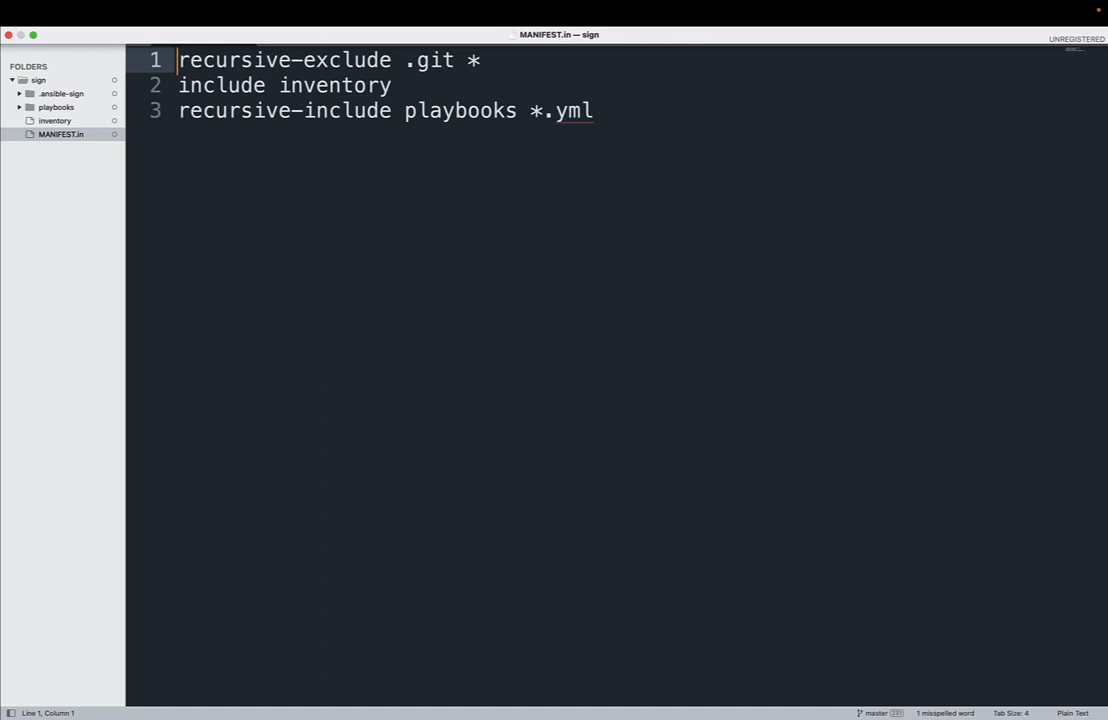 MANIFEST.in — sign
UNREGISTERED
FOLDERS
sign
.ansible-sign
playbooks
inventory
MANIFEST.in
1 recursive-exclude .git *
2 include inventory
3 recursive-include playbooks *.yml
Line 1, Column 1
master 231
1 misspelled word
Tab Size: 4
Plain Text